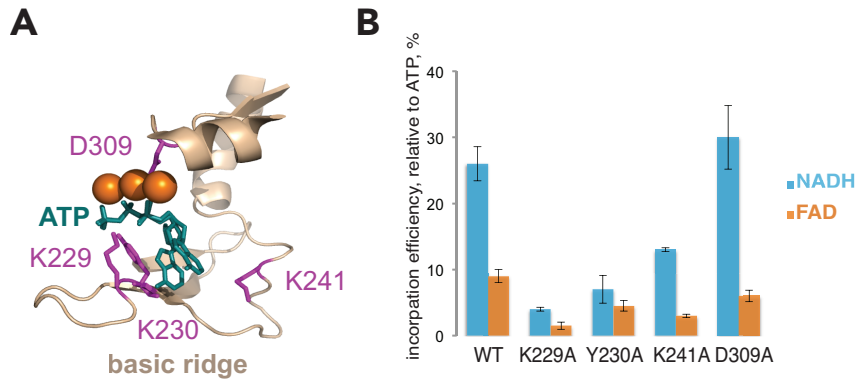 A
D309
ATP
K229
K241
K230
basic ridge
B
incorpation efficiency, relative to ATP, %
40
30
20
10
0
WT K229A Y230A K241A D309A
NADH
FAD